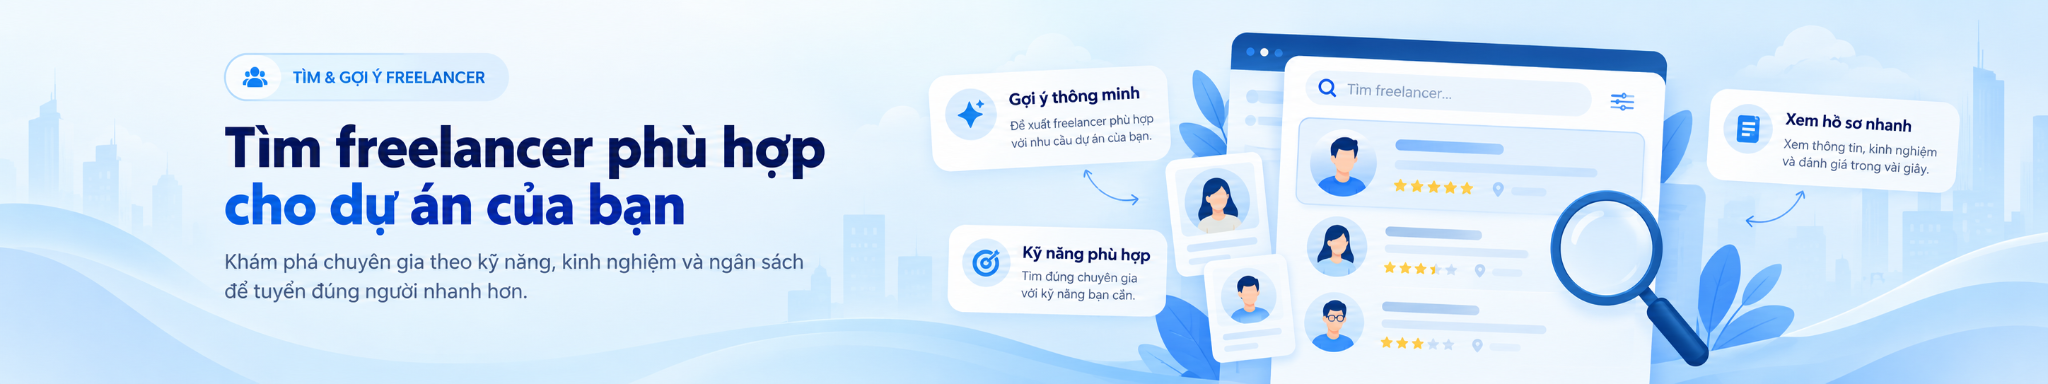 TÌM & GỢI Ý FREELANCER
Tìm freelancer phù hợp
cho dự án của bạn
Khám phá chuyên gia theo kỹ năng, kinh nghiệm và ngân sách
để tuyển đúng người nhanh hơn.
Gợi ý thông minh
Đề xuất freelancer phù hợp
với nhu cầu dự án của bạn.
Kỹ năng phù hợp
Tìm đúng chuyên gia
với kỹ năng bạn cần.
Tìm freelancer...
Xem hồ sơ nhanh
Xem thông tin, kinh nghiệm
và đánh giá trong vài giây.